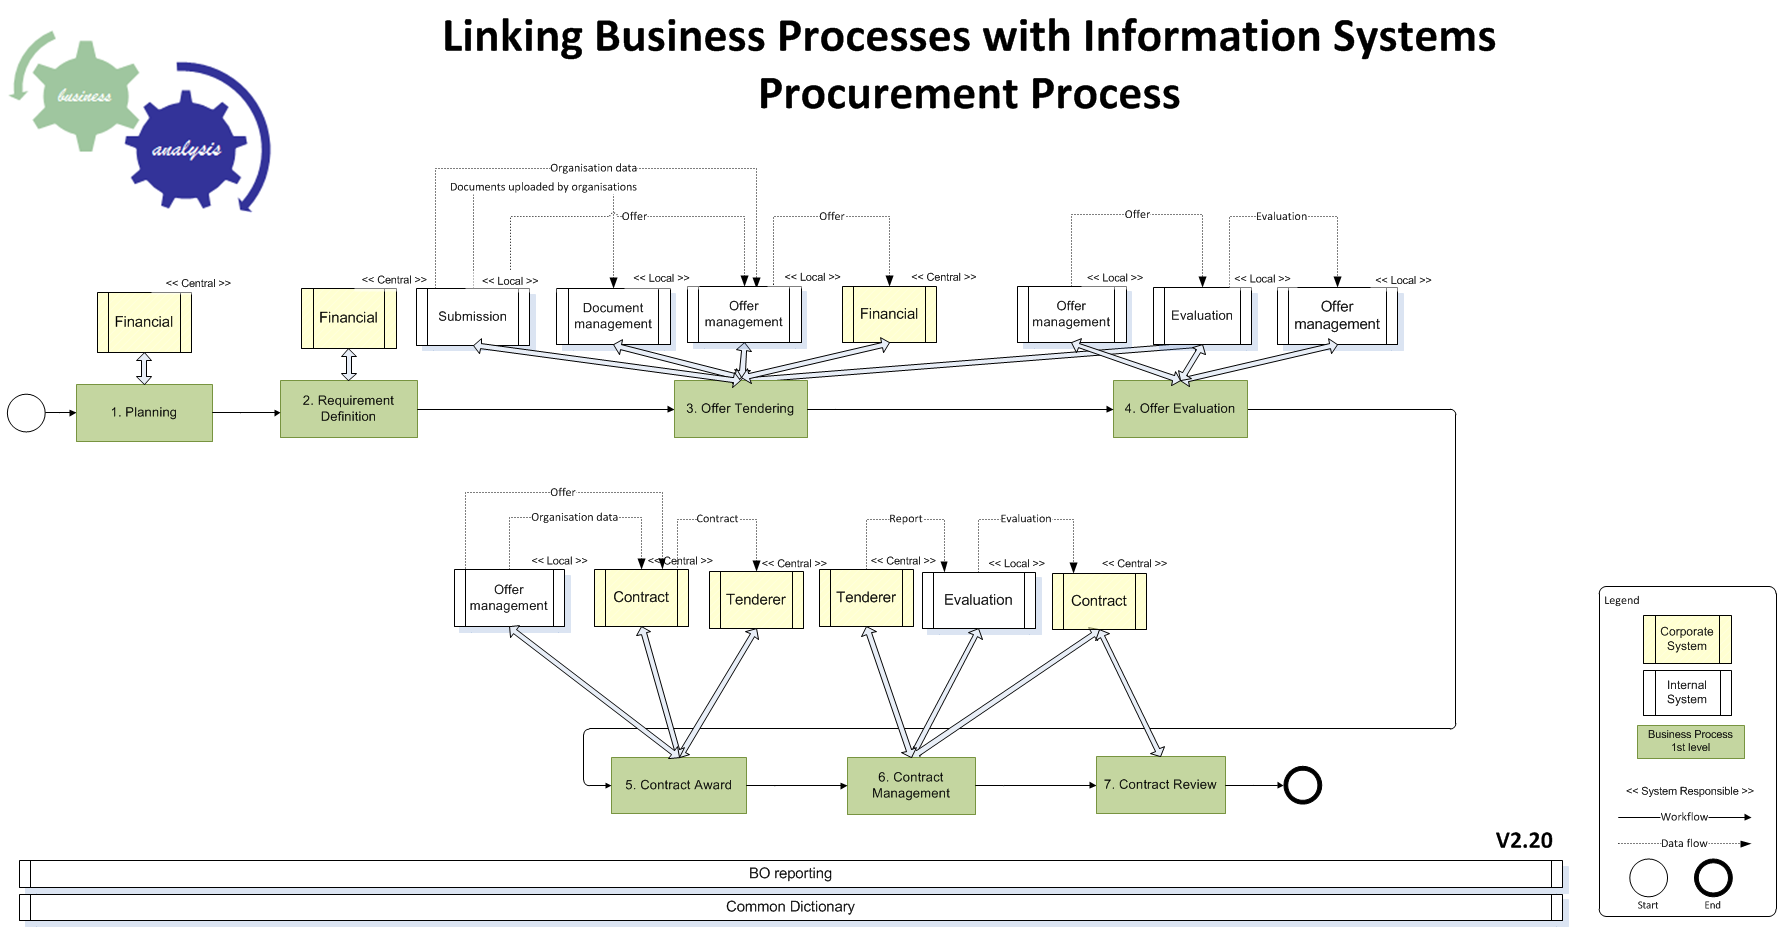 Linking Business Processes with Information Systems
Procurement Process
business
analysis
Organisation data
Documents uploaded by organisations
Offer
Offer
Offer
Evaluation
<< Central >>
<< Central >>
<< Local >>
<< Local >>
<< Local >>
<< Central >>
<< Local >>
<< Local >>
<< Local >>
Financial
Financial
Submission
Document
management
Offer
management
Financial
Offer
management
Evaluation
Offer
management
1. Planning
2. Requirement
Definition
3. Offer Tendering
4. Offer Evaluation
Offer
Organisation data
Contract
Report
Evaluation
<< Local >>
<< Central >>
<< Central >>
<< Central >>
<< Local >>
<< Central >>
Offer
management
Contract
Tenderer
Tenderer
Evaluation
Contract
5. Contract Award
6. Contract
Management
7. Contract Review
Legend
Corporate
System
Internal
System
Business Process
1st level
<< System Responsible >>
Workflow
Data flow
Start
End
V2.20
BO reporting
Common Dictionary